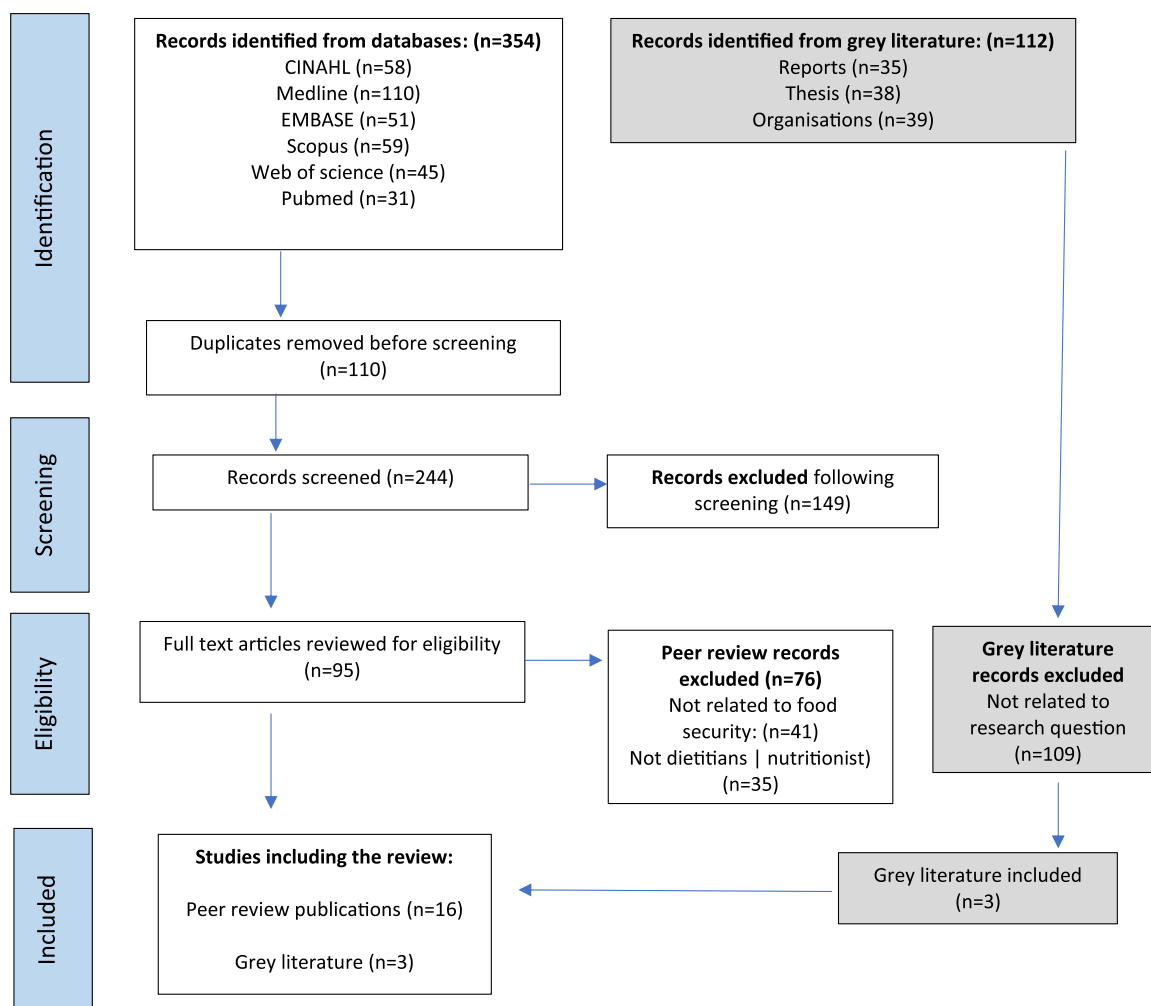 Identification
Records identified from databases: (n=354)
CINAHL (n=58)
Medline (n=110)
EMBASE (n=51)
Scopus (n=59)
Web of science (n=45)
Pubmed (n=31)
Records identified from grey literature: (n=112)
Reports (n=35)
Thesis (n=38)
Organisations (n=39)
Duplicates removed before screening
(n=110)
Screening
Records screened (n=244)
Records excluded following
screening (n=149)
Eligibility
Full text articles reviewed for eligibility
(n=95)
Peer review records
excluded (n=76)
Not related to food
security: (n=41)
Not dietitians | nutritionist)
(n=35)
Grey literature
records excluded
Not related to
research question
(n=109)
Included
Studies including the review:
Peer review publications (n=16)
Grey literature (n=3)
Grey literature included
(n=3)